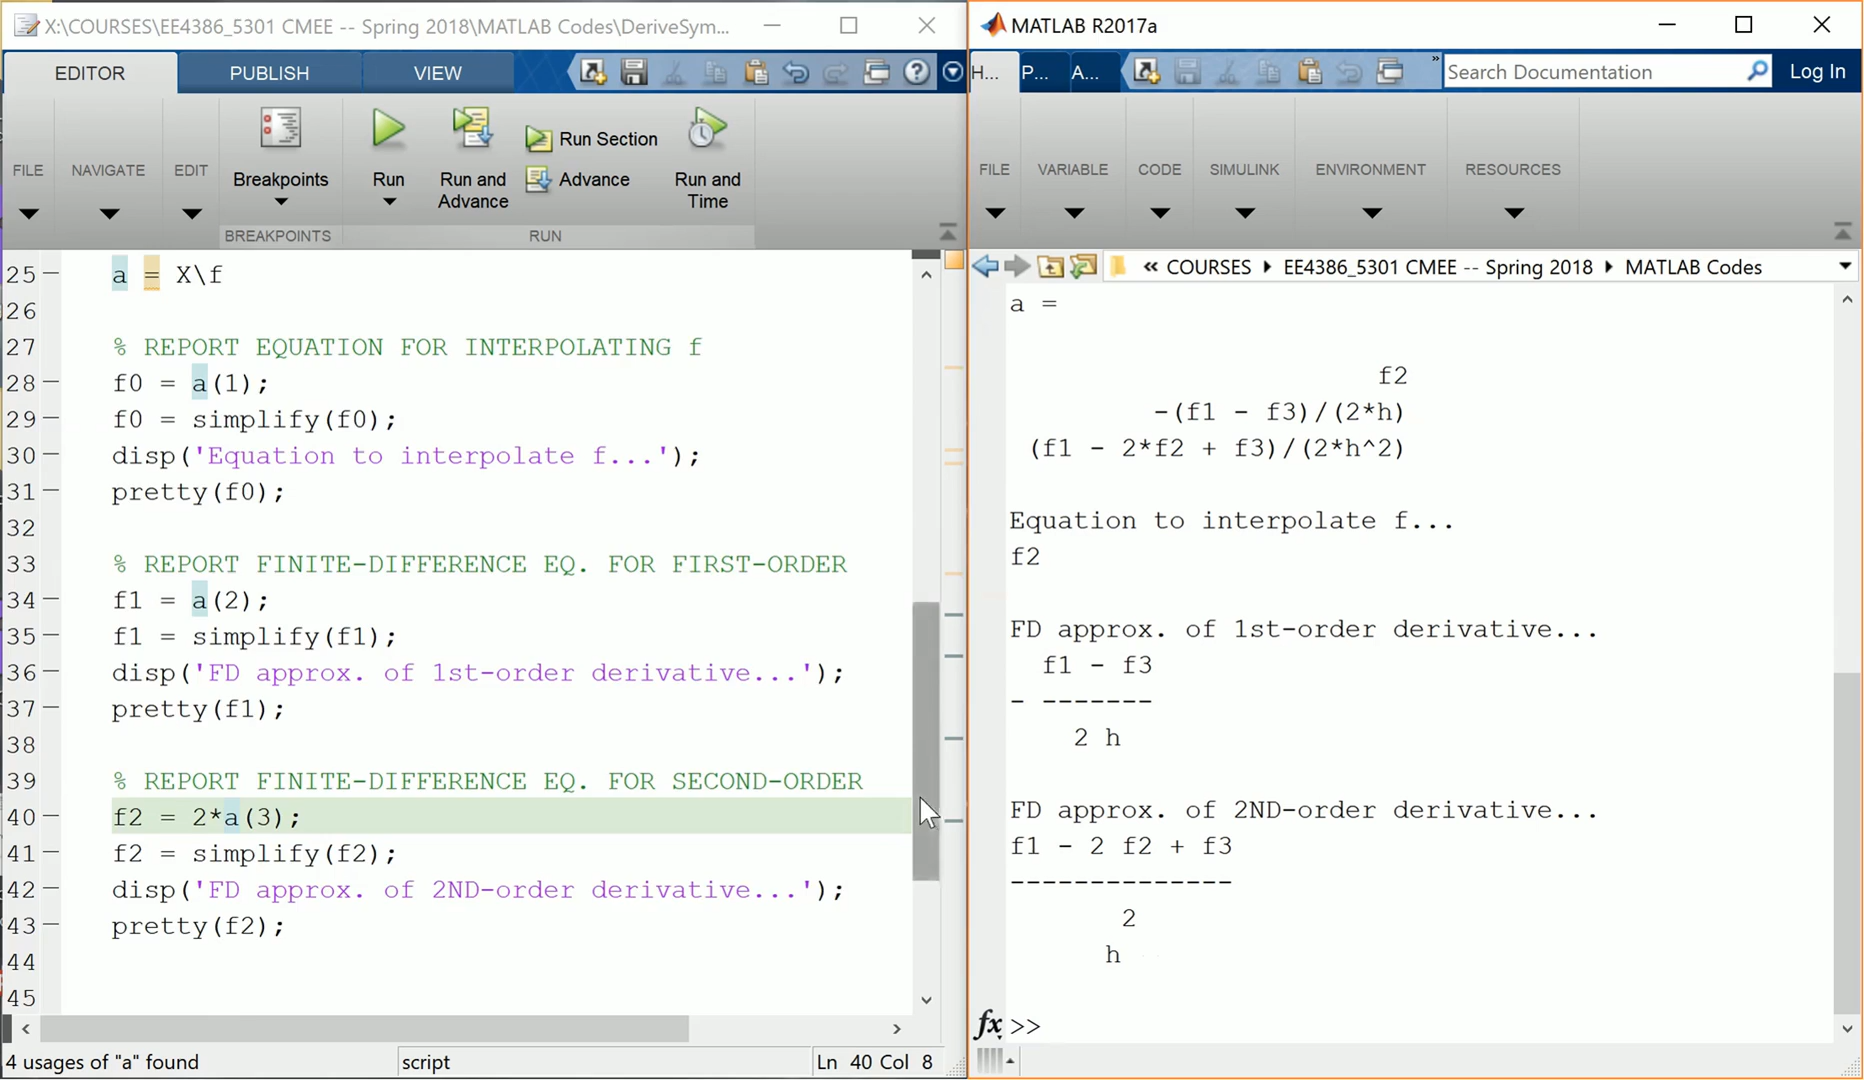 X:\COURSES\EE4386_5301 CMEE -- Spring 2018\MATLAB Codes\DeriveSym...
EDITOR PUBLISH VIEW
FILE NAVIGATE EDIT Breakpoints Run Run and Advance Run Section Advance Run and Time
BREAKPOINTS RUN
25 a = X\f
26
27 % REPORT EQUATION FOR INTERPOLATING f
28 f0 = a(1);
29 f0 = simplify(f0);
30 disp('Equation to interpolate f...');
31 pretty(f0);
32
33 % REPORT FINITE-DIFFERENCE EQ. FOR FIRST-ORDER
34 f1 = a(2);
35 f1 = simplify(f1);
36 disp('FD approx. of 1st-order derivative...');
37 pretty(f1);
38
39 % REPORT FINITE-DIFFERENCE EQ. FOR SECOND-ORDER
40 f2 = 2*a(3);
41 f2 = simplify(f2);
42 disp('FD approx. of 2ND-order derivative...');
43 pretty(f2);
44
45
4 usages of "a" found script Ln 40 Col 8
MATLAB R2017a
H... P... A... » Search Documentation Log In
FILE VARIABLE CODE SIMULINK ENVIRONMENT RESOURCES
« COURSES EE4386_5301 CMEE -- Spring 2018 MATLAB Codes
a =
f2
-(f1 - f3)/(2*h)
(f1 - 2*f2 + f3)/(2*h^2)
Equation to interpolate f...
f2
FD approx. of 1st-order derivative...
f1 - f3
- -------
2 h
FD approx. of 2ND-order derivative...
f1 - 2 f2 + f3
--------------
2
h
fx >>